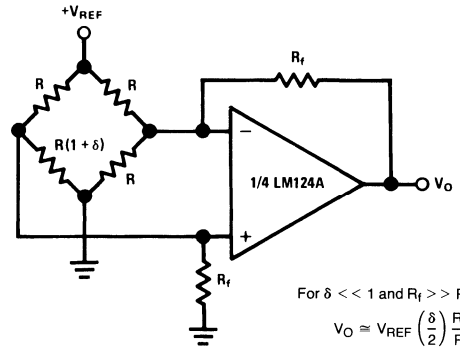 +VREF
Rf
R
R
R(1 + δ)
R
−
1/4 LM124A
VO
+
Rf
For δ << 1 and Rf >> R
VO ≅ VREF (δ/2) Rf/R